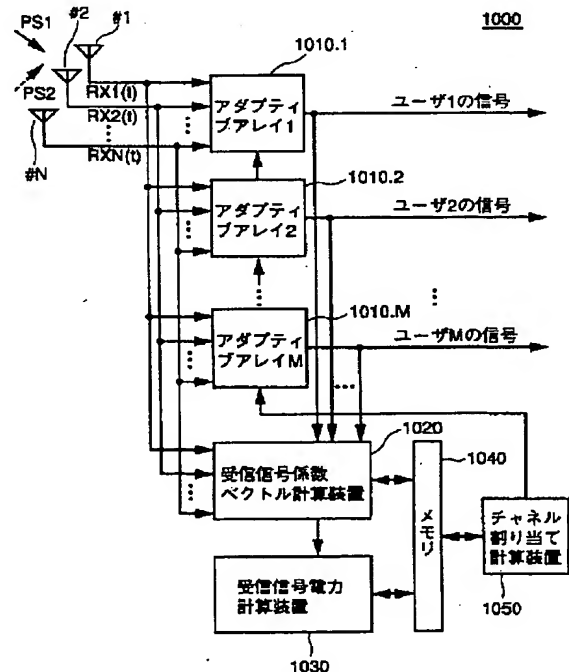 1000
PS1
#2
#1
1010.1
PS2
RX1(t)
RX2(t)
RXN(t)
#N
アダプティ
ブアレイ1
ユーザ1の信号
1010.2
アダプティ
ブアレイ2
ユーザ2の信号
1010.M
アダプティ
ブアレイM
ユーザMの信号
1020
1040
受信信号係数
ベクトル計算装置
メモリ
チャネル
割り当て
計算装置
1050
受信信号電力
計算装置
1030